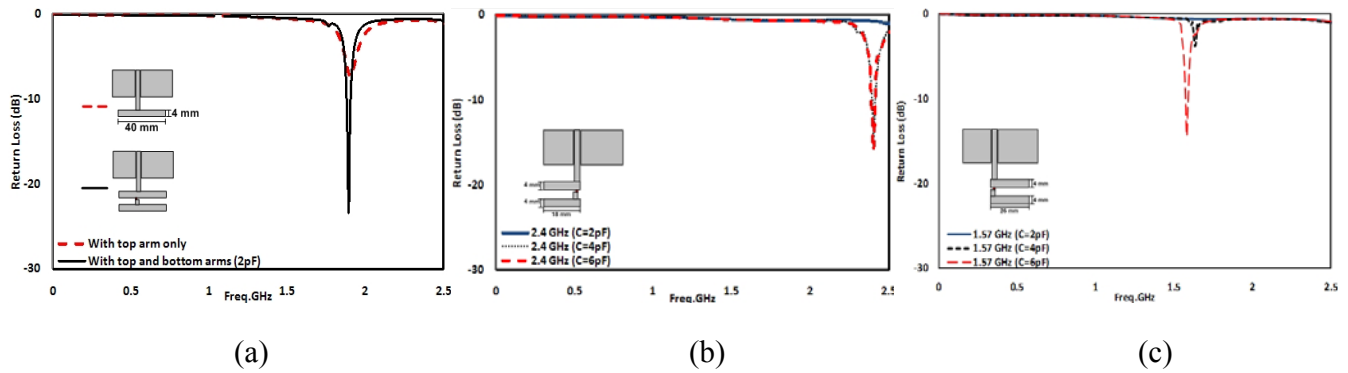 0
-10
-20
-30
Return Loss (dB)
4 mm
40 mm
With top arm only
With top and bottom arms (2pF)
0 0.5 1 1.5 2 2.5
Freq.GHz
(a)
0
-10
-20
-30
Return Loss (dB)
4 mm
4 mm
18 mm
2.4 GHz (C=2pF)
2.4 GHz (C=4pF)
2.4 GHz (C=6pF)
0 0.5 1 1.5 2 2.5
Freq.GHz
(b)
0
-10
-20
-30
Return Loss (dB)
4 mm
4 mm
1.57 GHz (C=2pF)
1.57 GHz (C=4pF)
1.57 GHz (C=6pF)
0 0.5 1 1.5 2 2.5
Freq.GHz
(c)